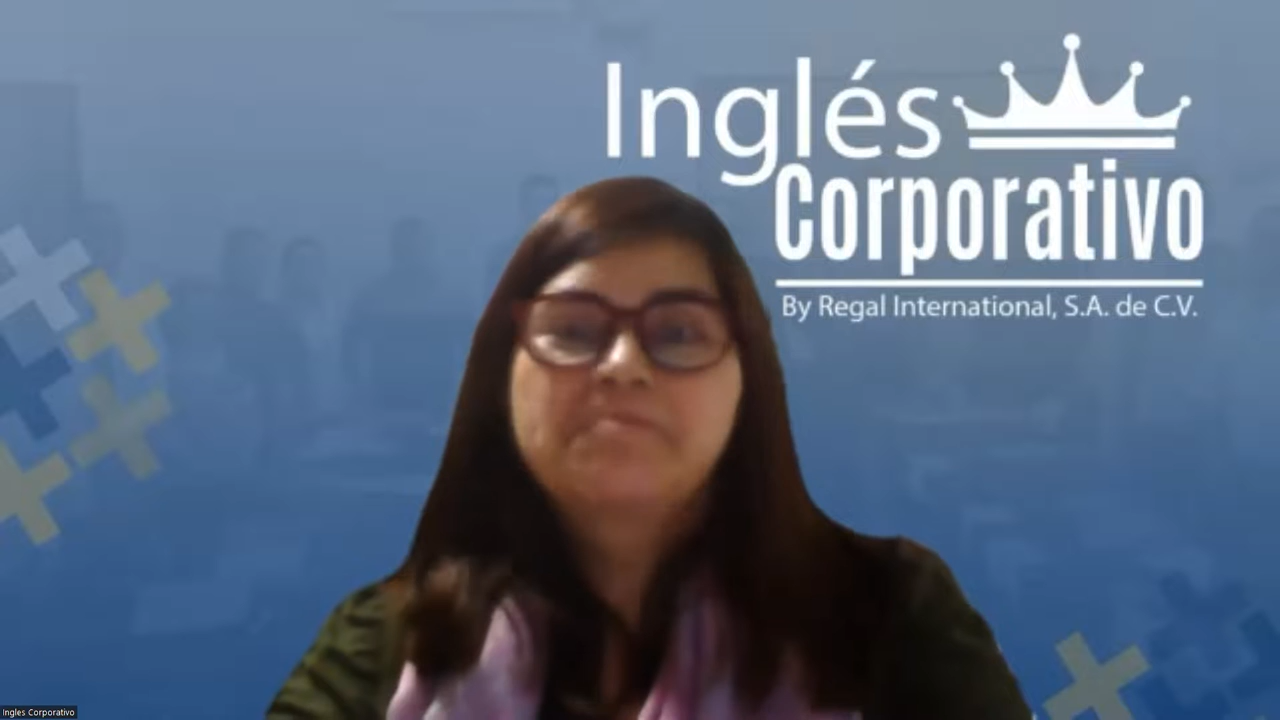 Inglés
Corporativo
By Regal International, S.A. de C.V.
Ingles Corporativo